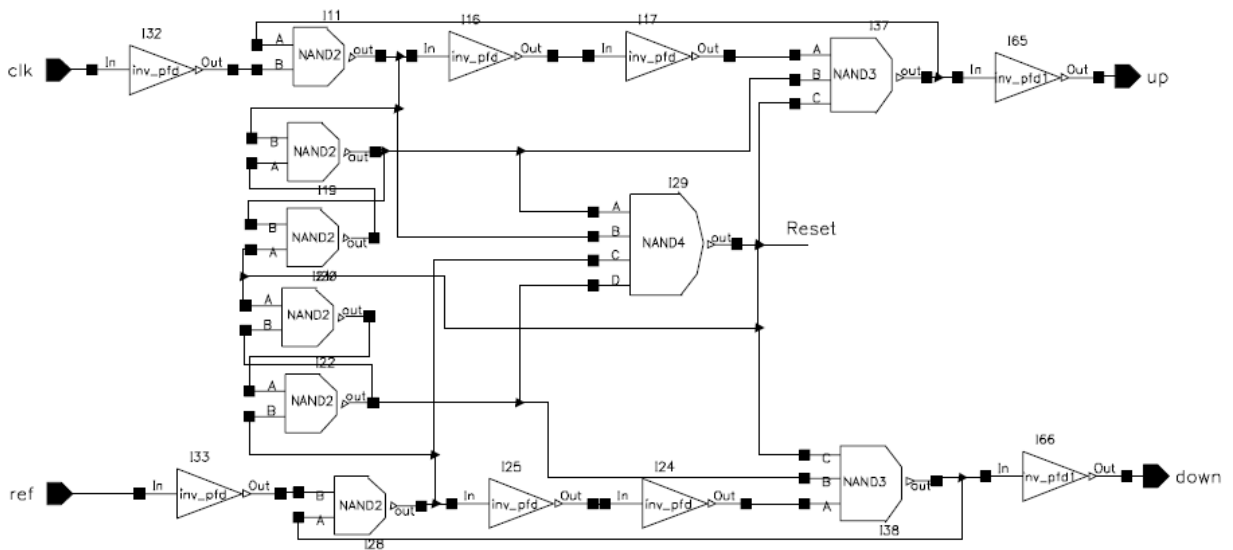 I32
I11
I16
I17
I37
I65
clk
In
inv_pfd
Out
A
B
NAND2
out
In
inv_pfd
Out
In
inv_pfd
Out
A
B
C
NAND3
out
In
inv_pfd1
Out
up
B
A
NAND2
out
I19
B
A
NAND2
out
I29
A
B
C
D
NAND4
out
Reset
A
B
NAND2
out
I22
A
B
NAND2
out
I33
I25
I24
I66
ref
In
inv_pfd
Out
B
A
NAND2
out
I28
In
inv_pfd
Out
In
inv_pfd
Out
C
B
A
NAND3
out
I38
In
inv_pfd1
Out
down